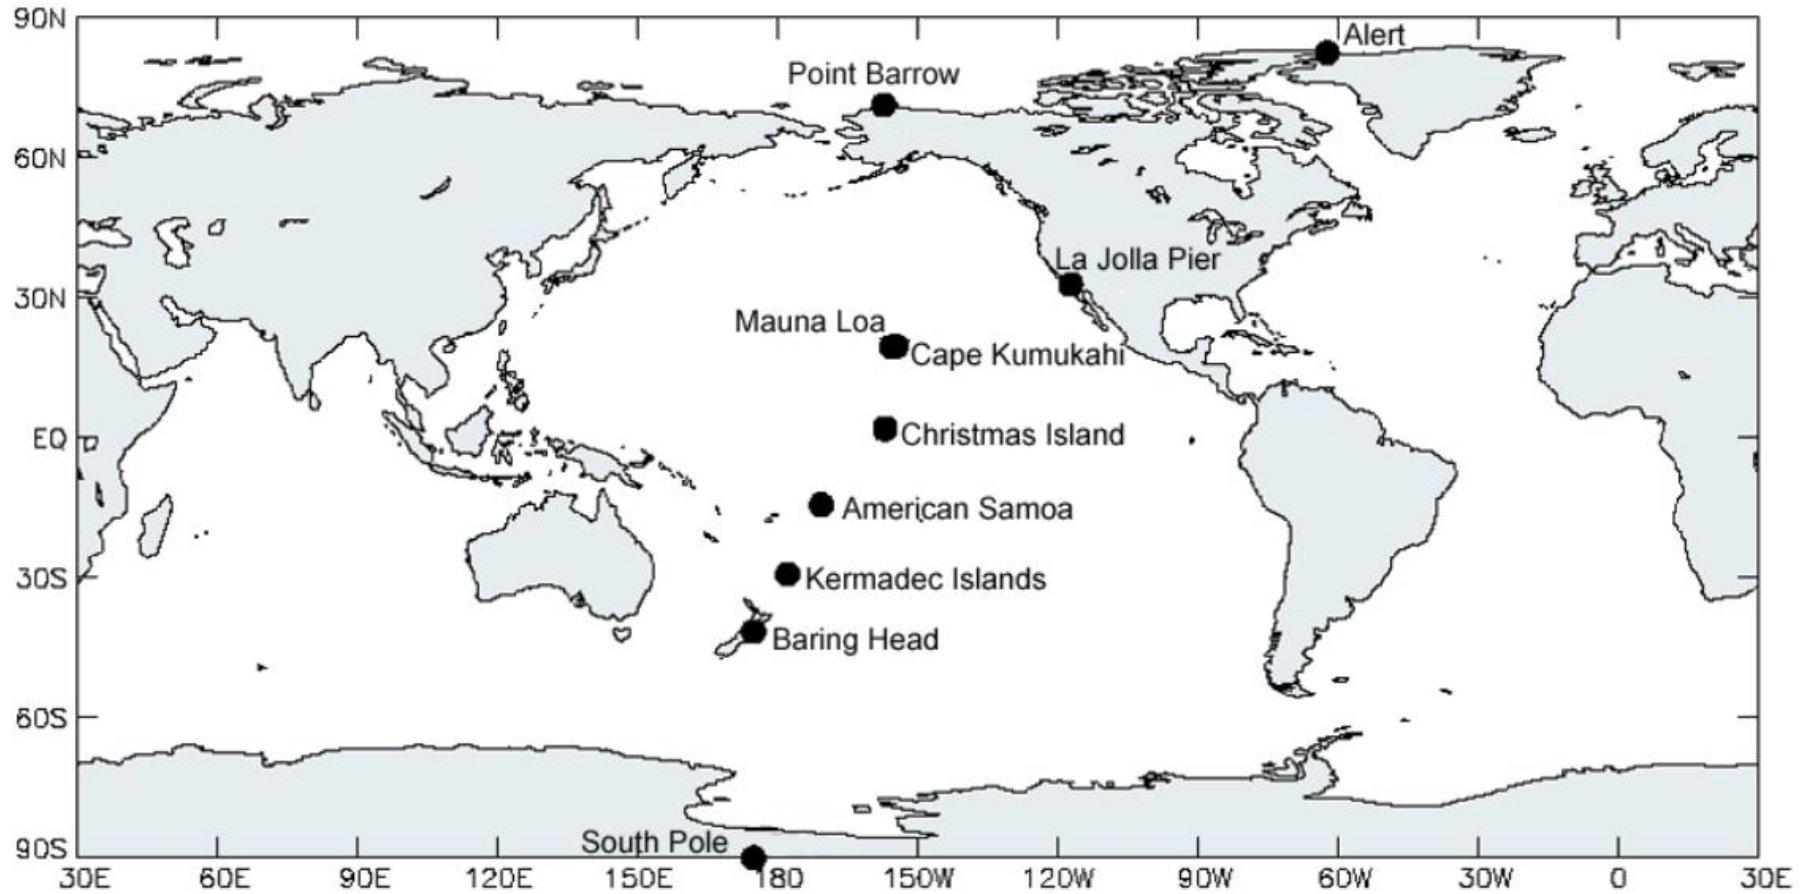 90N
Alert
Point Barrow
60N
La Jolla Pier
30N
Mauna Loa
Cape Kumukahi
EQ
Christmas Island
American Samoa
30S
Kermadec Islands
Baring Head
60S
South Pole
90S
30E 60E 90E 120E 150E 180 150W 120W 90W 60W 30W 0 30E